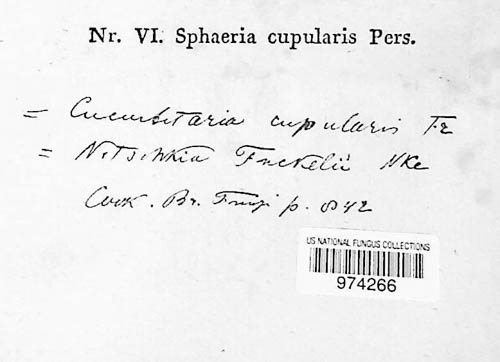 Nr. VI. Sphaeria cupularis Pers.
= Cucurbitaria cupularis Fr
= Nitschkia Fuckelii Nke
Cook. Br. Fungi p. 842
US NATIONAL FUNGUS COLLECTIONS
974266